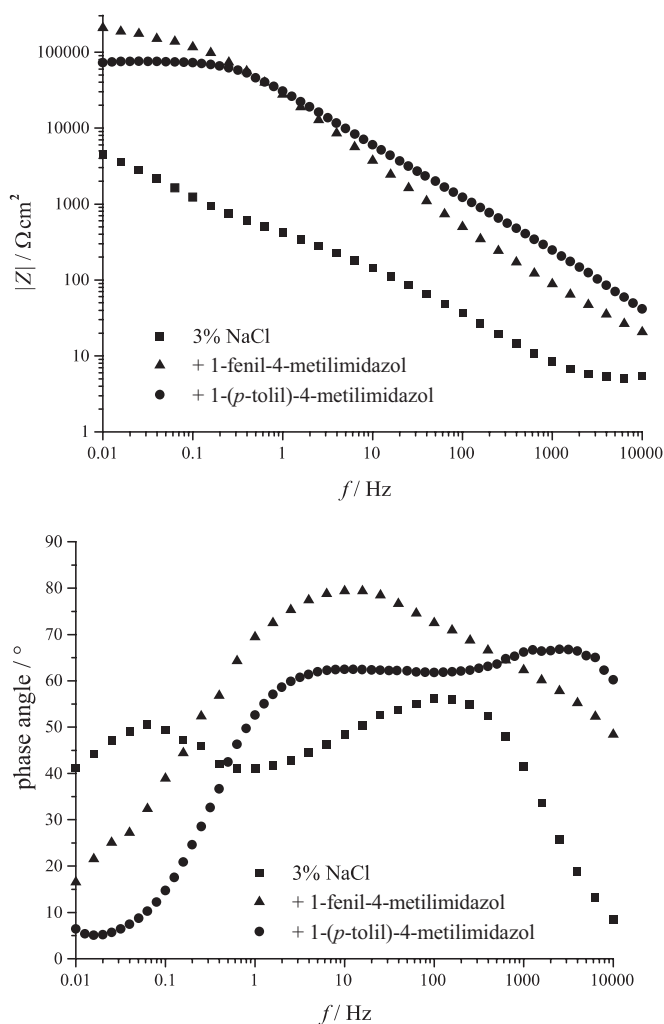 100000
10000
1000
100
10
1
|Z| / Ω cm²
3% NaCl
+ 1-fenil-4-metilimidazol
+ 1-(p-tolil)-4-metilimidazol
0.01 0.1 1 10 100 1000 10000
f / Hz
90
80
70
60
50
40
30
20
10
0
phase angle / °
3% NaCl
+ 1-fenil-4-metilimidazol
+ 1-(p-tolil)-4-metilimidazol
0.01 0.1 1 10 100 1000 10000
f / Hz